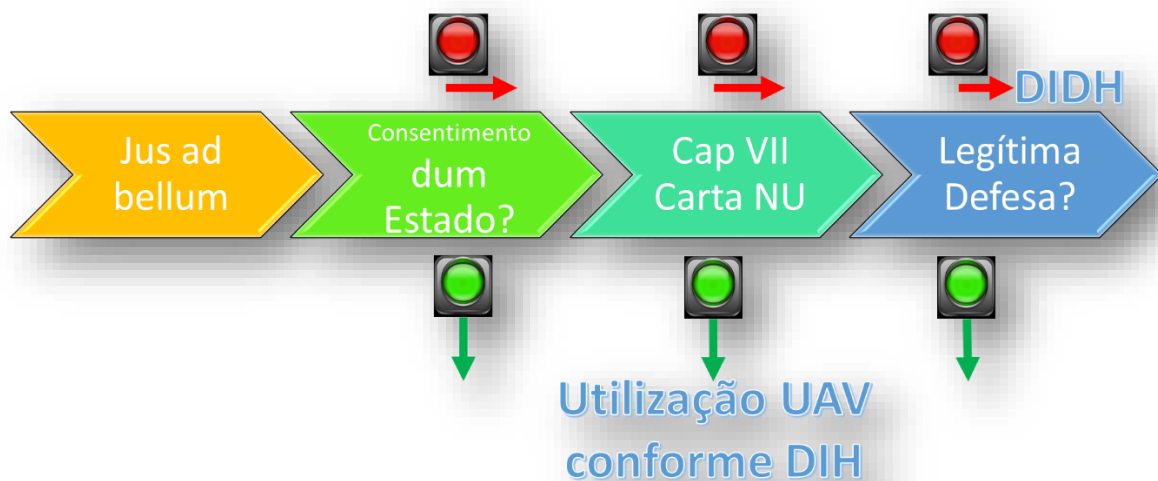 Jus ad
bellum
Consentimento
dum
Estado?
Cap VII
Carta NU
Legítima
Defesa?
DIDH
Utilização UAV
conforme DIH